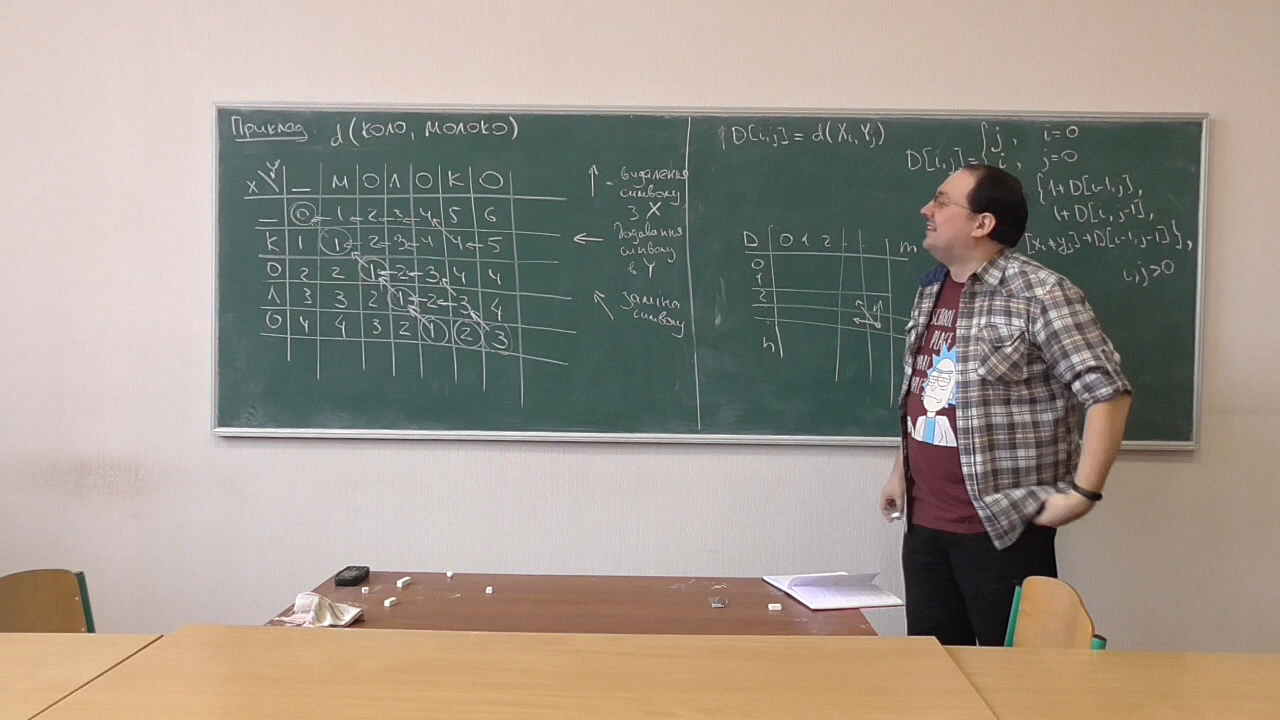 Приклад. d(КОЛО, МОЛОКО)
X\Y _ М О Л О К О
_ 0 1 2 3 4 5 6
К 1 1 2 3 4 4 5
О 2 2 1 2 3 4 4
Л 3 3 2 1 2 3 4
О 4 4 3 2 1 2 3
↑ - видалення
символу
з X
← додавання
символу
в Y
↖ заміна
символу
D[i,j] = d(Xi, Yj)
D[i,j] = { j, i=0
i, j=0
{1+D[i-1,j],
1+D[i,j-1],
[xi≠yj]+D[i-1,j-1]},
i,j>0
D 0 1 2 m
0
1
2
n
SCHOOL
PLACE